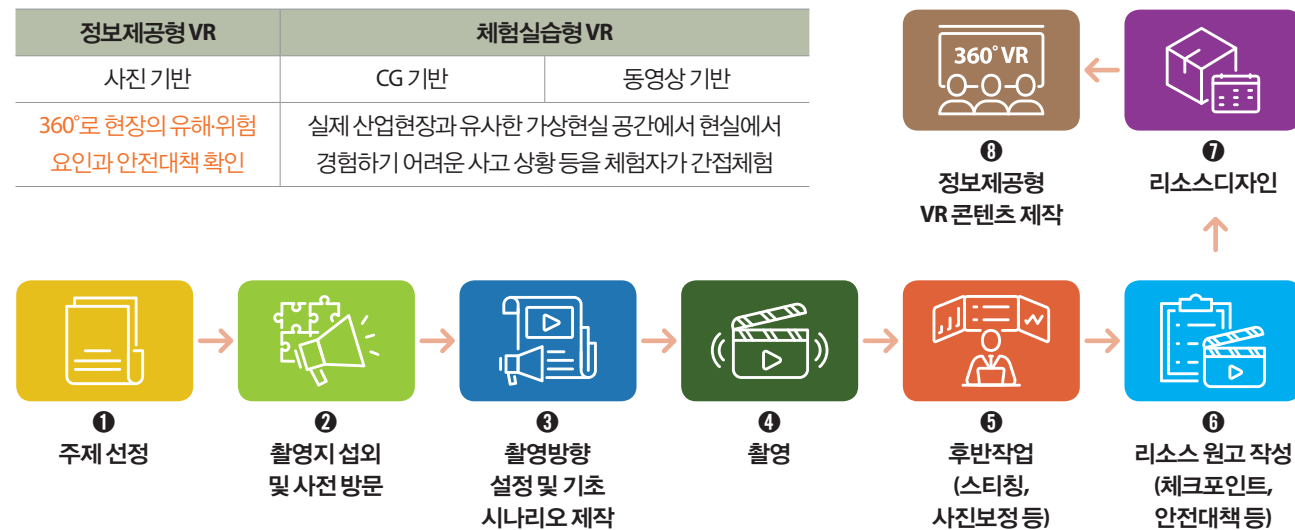 정보제공형 VR
체험실습형 VR
사진 기반
CG 기반
동영상 기반
360°로 현장의 유해·위험
요인과 안전대책 확인
실제 산업현장과 유사한 가상현실 공간에서 현실에서
경험하기 어려운 사고 상황 등을 체험자가 간접체험
360° VR
❽
정보제공형
VR 콘텐츠 제작
❼
리소스디자인
❶
주제 선정
❷
촬영지 섭외
및 사전 방문
❸
촬영방향
설정 및 기초
시나리오 제작
❹
촬영
❺
후반작업
(스티칭,
사진보정 등)
❻
리소스 원고 작성
(체크포인트,
안전대책 등)